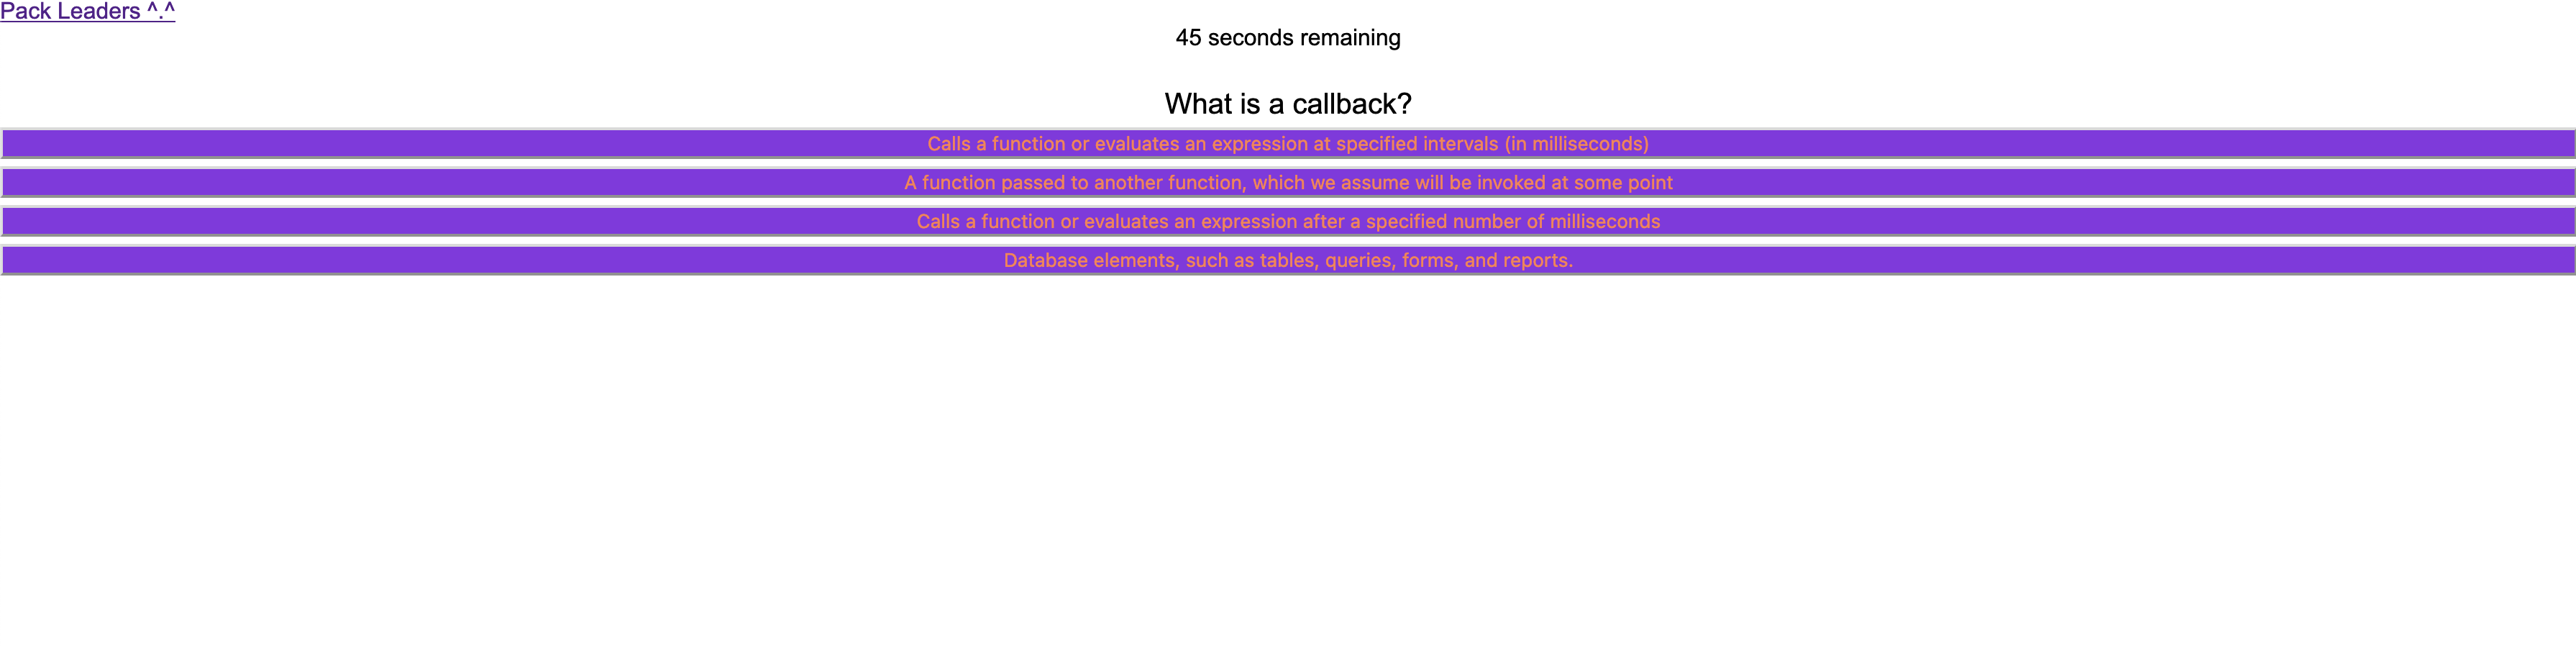 Pack Leaders ^.^
45 seconds remaining
What is a callback?
Calls a function or evaluates an expression at specified intervals (in milliseconds)
A function passed to another function, which we assume will be invoked at some point
Calls a function or evaluates an expression after a specified number of milliseconds
Database elements, such as tables, queries, forms, and reports.